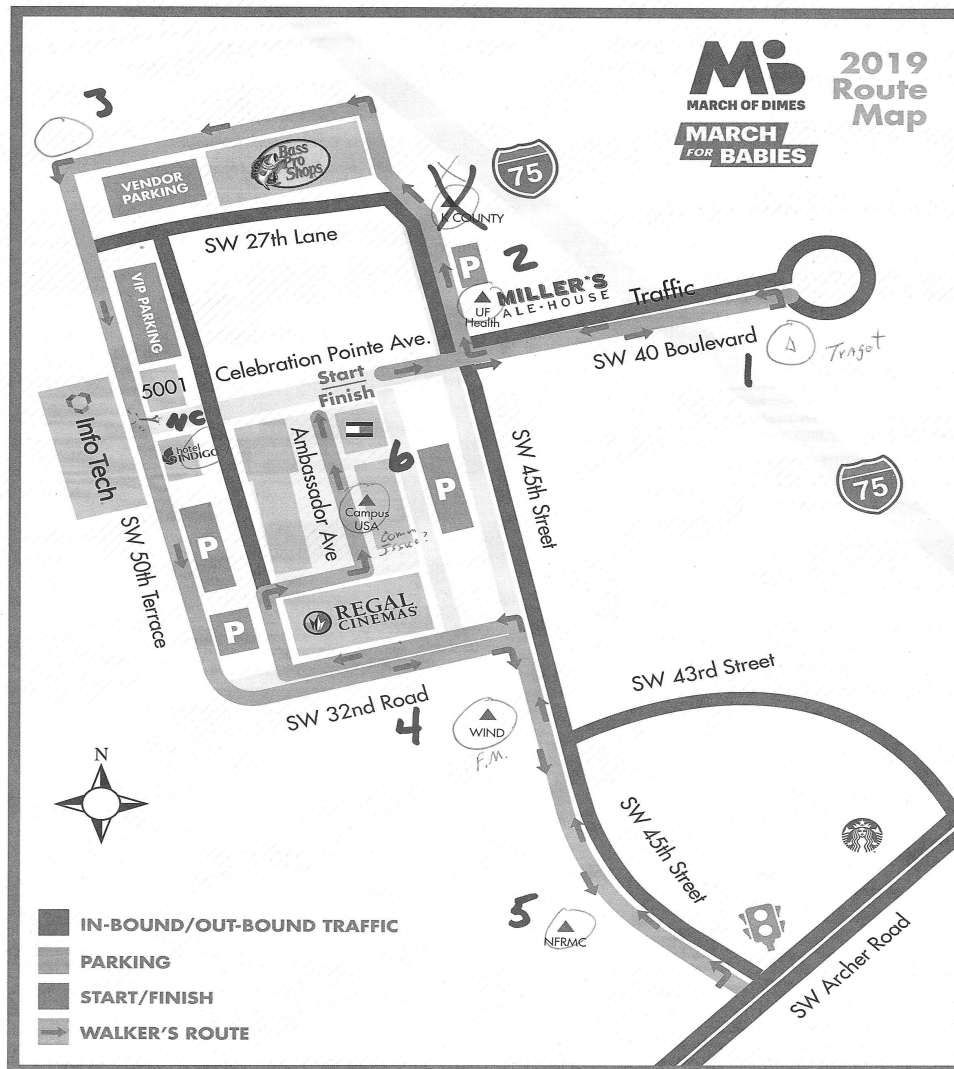 MARCH OF DIMES
MARCH
FOR BABIES
2019
Route
Map
3
Bass
Pro
Shops
VENDOR
PARKING
75
K COUNTY
SW 27th Lane
P
2
UF
Health
MILLER'S
ALE·HOUSE
Traffic
VIP PARKING
Celebration Pointe Ave.
SW 40 Boulevard
1
Start
Finish
5001
InfoTech
NC
hotel
INDIGO
Ambassador Ave
6
P
SW 45th Street
75
Campus
USA
Comm
Issue?
SW 50th Terrace
P
P
REGAL
CINEMAS
SW 32nd Road
4
WIND
F.M.
SW 43rd Street
N
SW 45th Street
5
NFRMC
SW Archer Road
IN-BOUND/OUT-BOUND TRAFFIC
PARKING
START/FINISH
WALKER'S ROUTE